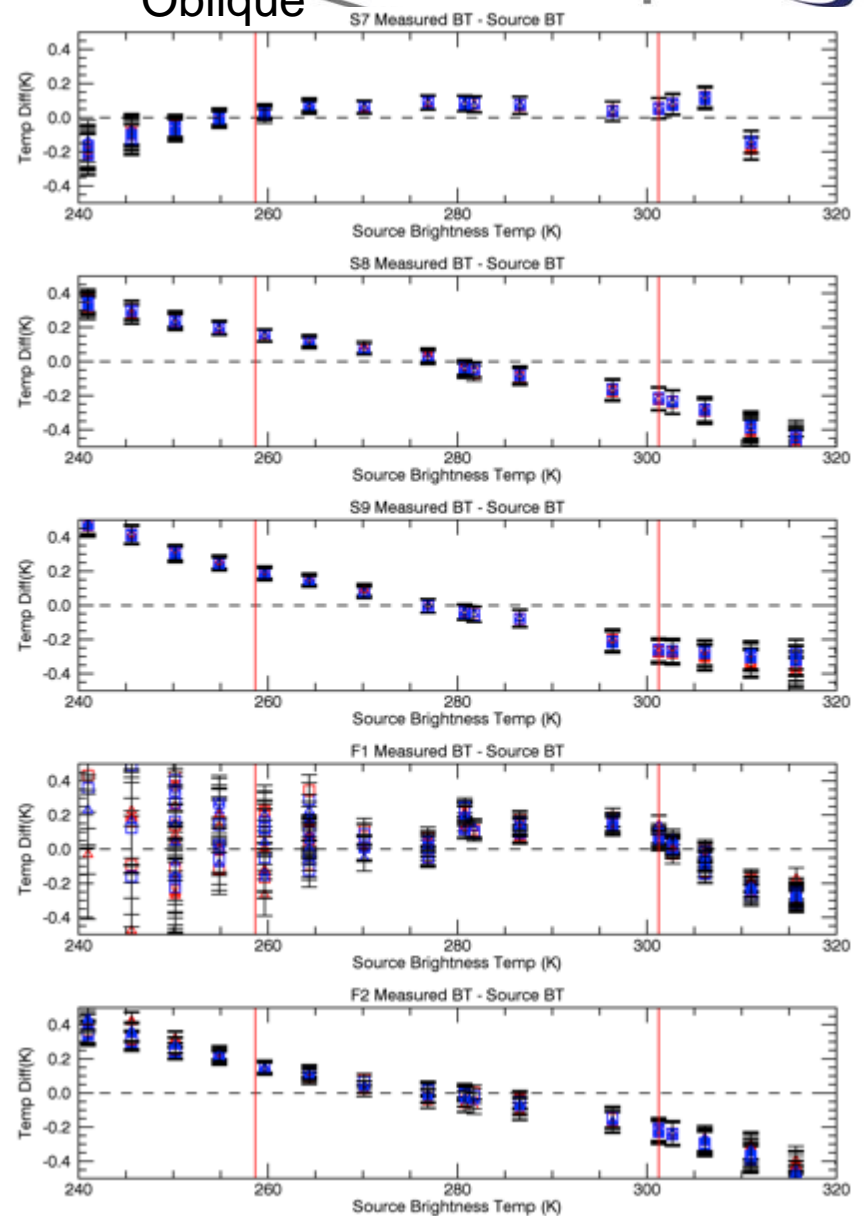 Oblique
S7 Measured BT - Source BT
0.4
0.2
0.0
-0.2
-0.4
Temp Diff(K)
240 260 280 300 320
Source Brightness Temp (K)
S8 Measured BT - Source BT
0.4
0.2
0.0
-0.2
-0.4
Temp Diff(K)
240 260 280 300 320
Source Brightness Temp (K)
S9 Measured BT - Source BT
0.4
0.2
0.0
-0.2
-0.4
Temp Diff(K)
240 260 280 300 320
Source Brightness Temp (K)
F1 Measured BT - Source BT
0.4
0.2
0.0
-0.2
-0.4
Temp Diff(K)
240 260 280 300 320
Source Brightness Temp (K)
F2 Measured BT - Source BT
0.4
0.2
0.0
-0.2
-0.4
Temp Diff(K)
240 260 280 300 320
Source Brightness Temp (K)